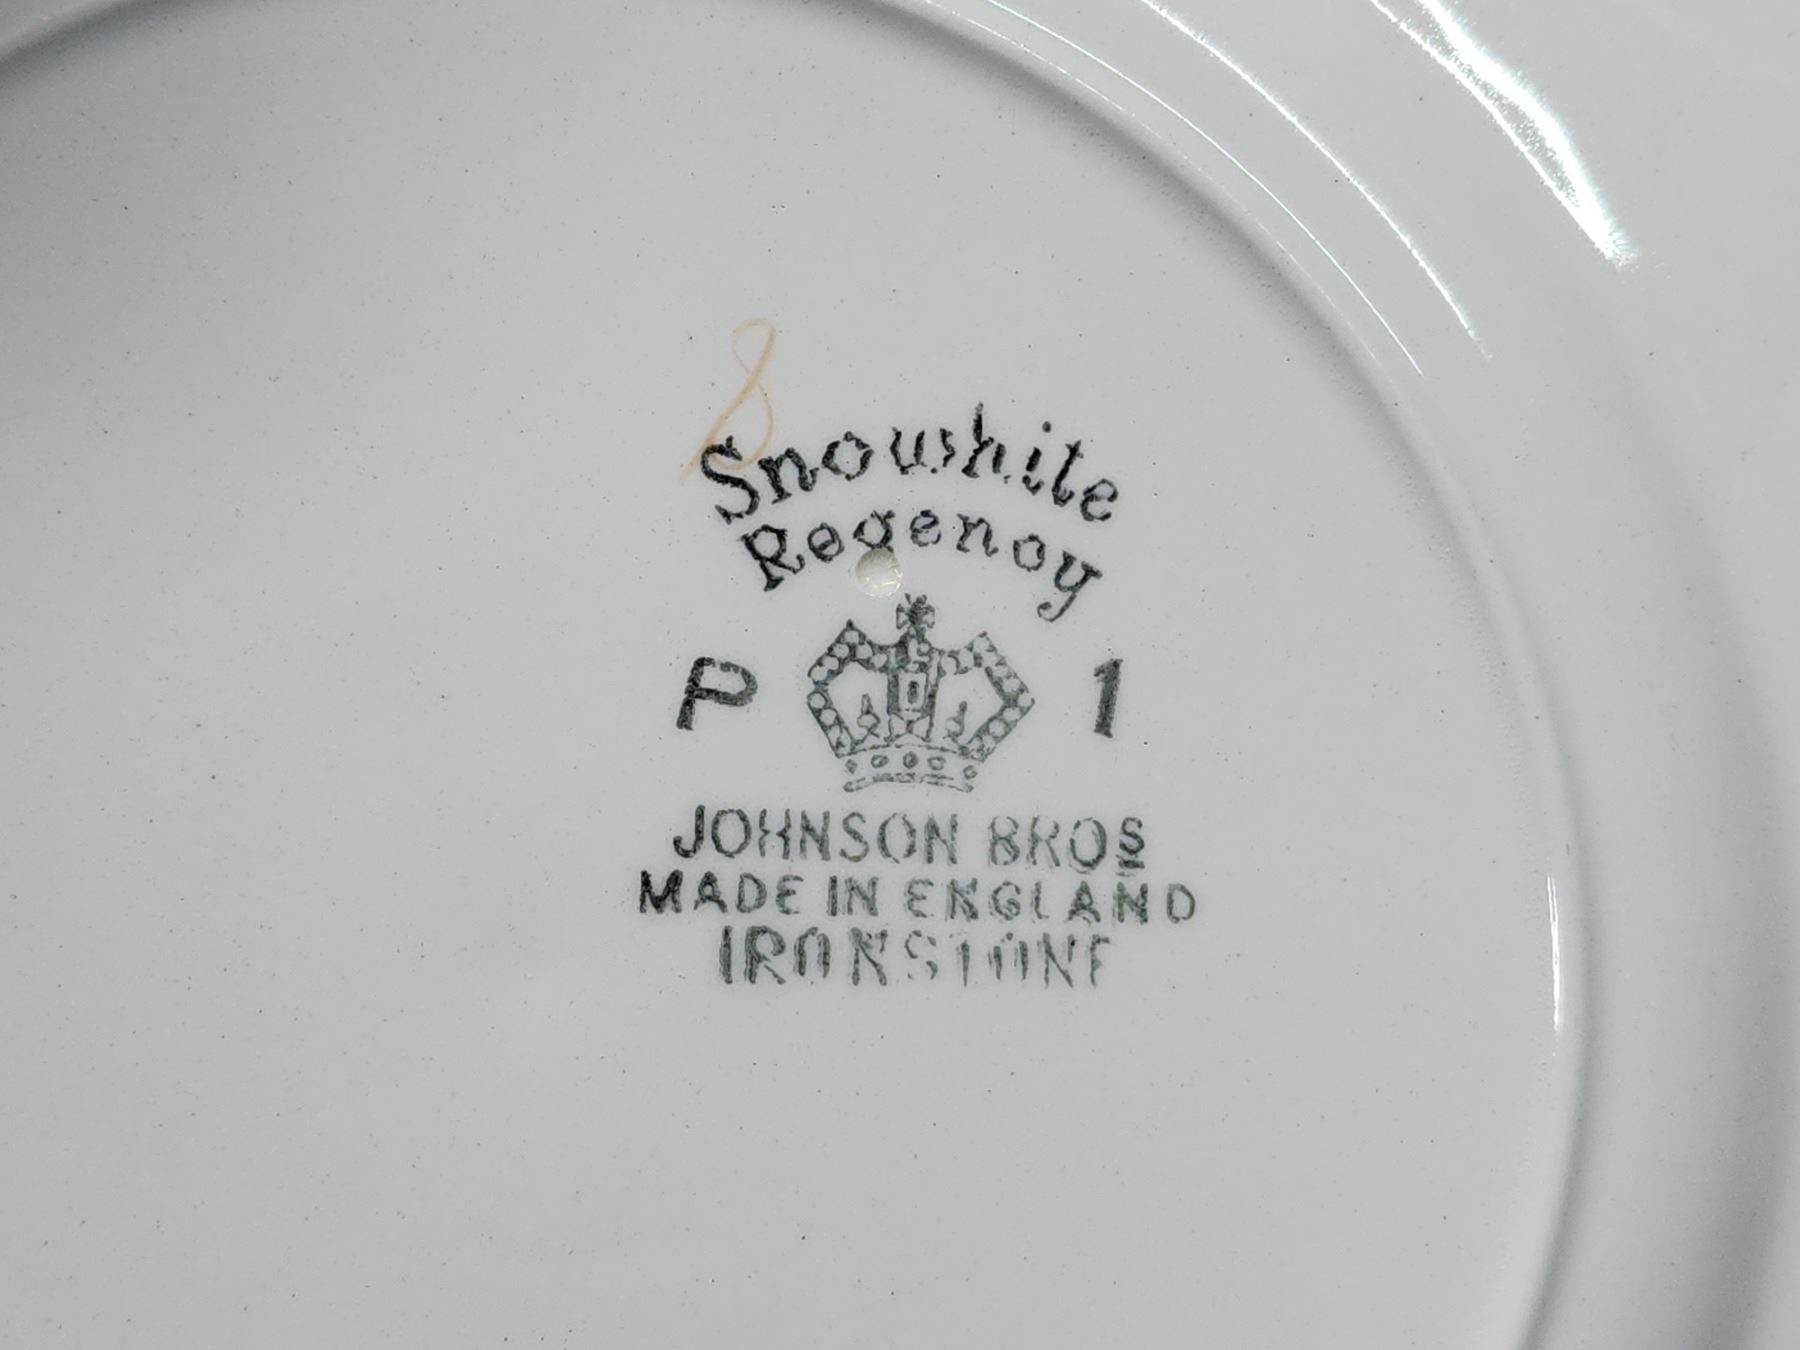 8
Snowhite
Regency
P 1
JOHNSON BROS
MADE IN ENGLAND
IRONSTONE